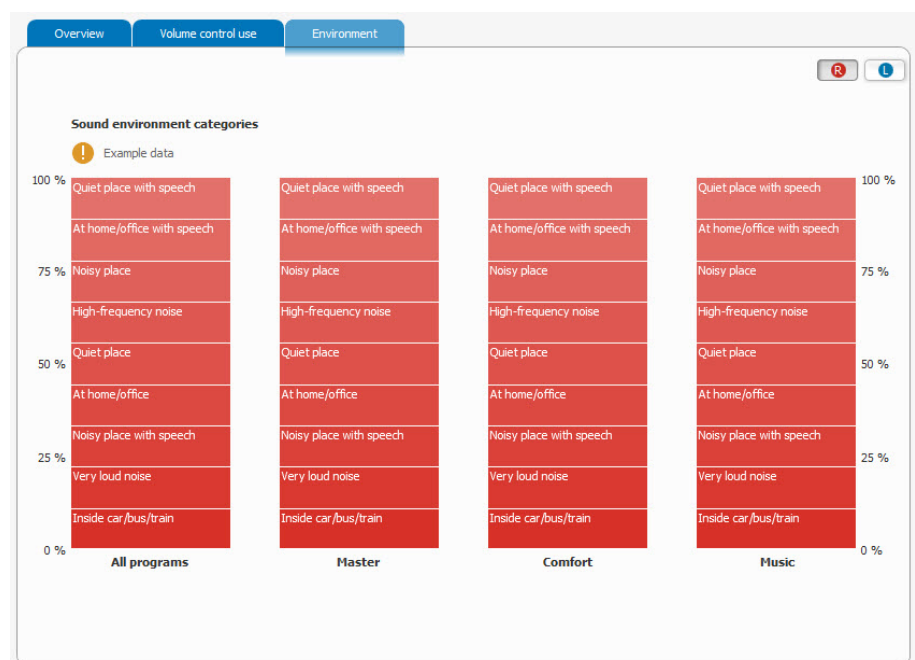 Overview Volume control use Environment
R L
Sound environment categories
! Example data
100 % Quiet place with speech Quiet place with speech Quiet place with speech Quiet place with speech 100 %
At home/office with speech At home/office with speech At home/office with speech At home/office with speech
75 % Noisy place Noisy place Noisy place Noisy place 75 %
High-frequency noise High-frequency noise High-frequency noise High-frequency noise
50 % Quiet place Quiet place Quiet place Quiet place 50 %
At home/office At home/office At home/office At home/office
Noisy place with speech Noisy place with speech Noisy place with speech Noisy place with speech
25 % Very loud noise Very loud noise Very loud noise Very loud noise 25 %
Inside car/bus/train Inside car/bus/train Inside car/bus/train Inside car/bus/train
0 % 0 %
All programs Master Comfort Music